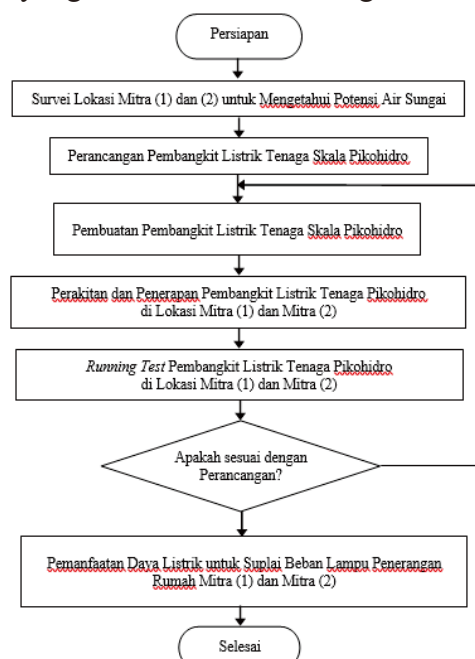 Persiapan
Survei Lokasi Mitra (1) dan (2) untuk Mengetahui Potensi Air Sungai
Perancangan Pembangkit Listrik Tenaga Skala Pikohidro
Pembuatan Pembangkit Listrik Tenaga Skala Pikohidro
Perakitan dan Penerapan Pembangkit Listrik Tenaga Pikohidro
di Lokasi Mitra (1) dan Mitra (2)
Running Test Pembangkit Listrik Tenaga Pikohidro
di Lokasi Mitra (1) dan Mitra (2)
Apakah sesuai dengan
Perancangan?
Pemanfaatan Daya Listrik untuk Suplai Beban Lampu Penerangan
Rumah Mitra (1) dan Mitra (2)
Selesai